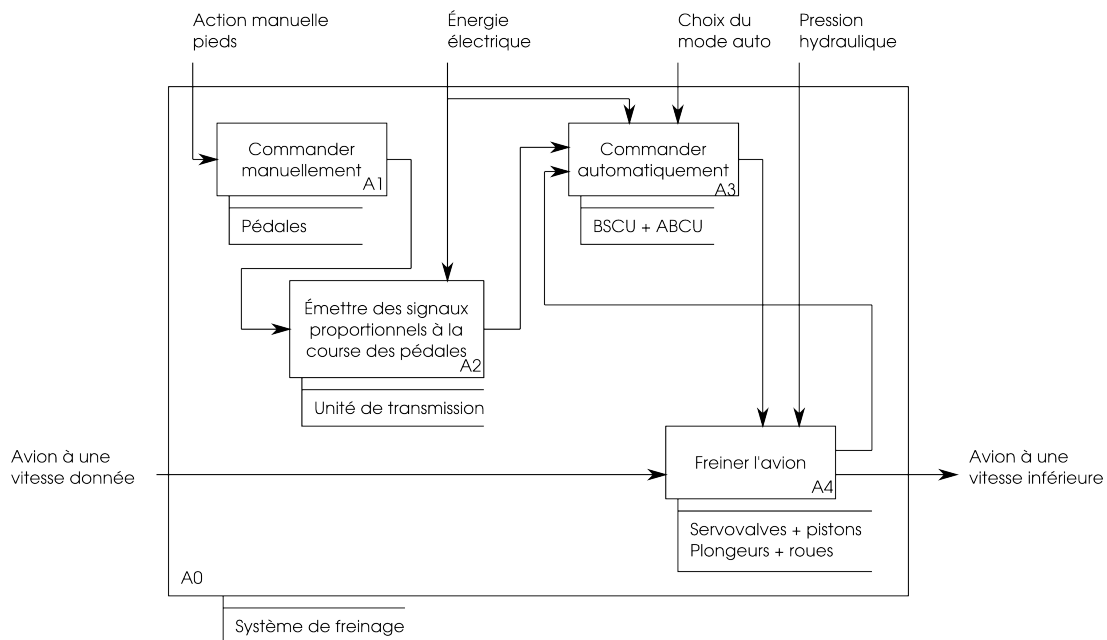 Action manuelle
pieds
Énergie
électrique
Choix du
mode auto
Pression
hydraulique
Commander
manuellement
A1
Pédales
Commander
automatiquement
A3
BSCU + ABCU
Émettre des signaux
proportionnels à la
course des pédales
A2
Unité de transmission
Avion à une
vitesse donnée
Freiner l'avion
A4
Avion à une
vitesse inférieure
Servovalves + pistons
Plongeurs + roues
A0
Système de freinage